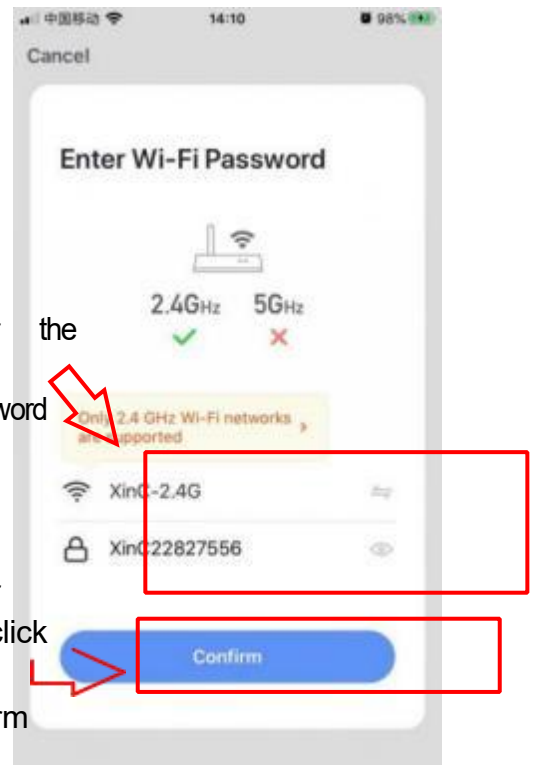 中国移动 14:10 98%
Cancel
Enter Wi-Fi Password
2.4GHz 5GHz
the
word
Only 2.4 GHz Wi-Fi networks
are supported
XinC-2.4G
XinC22827556
click
Confirm
rm